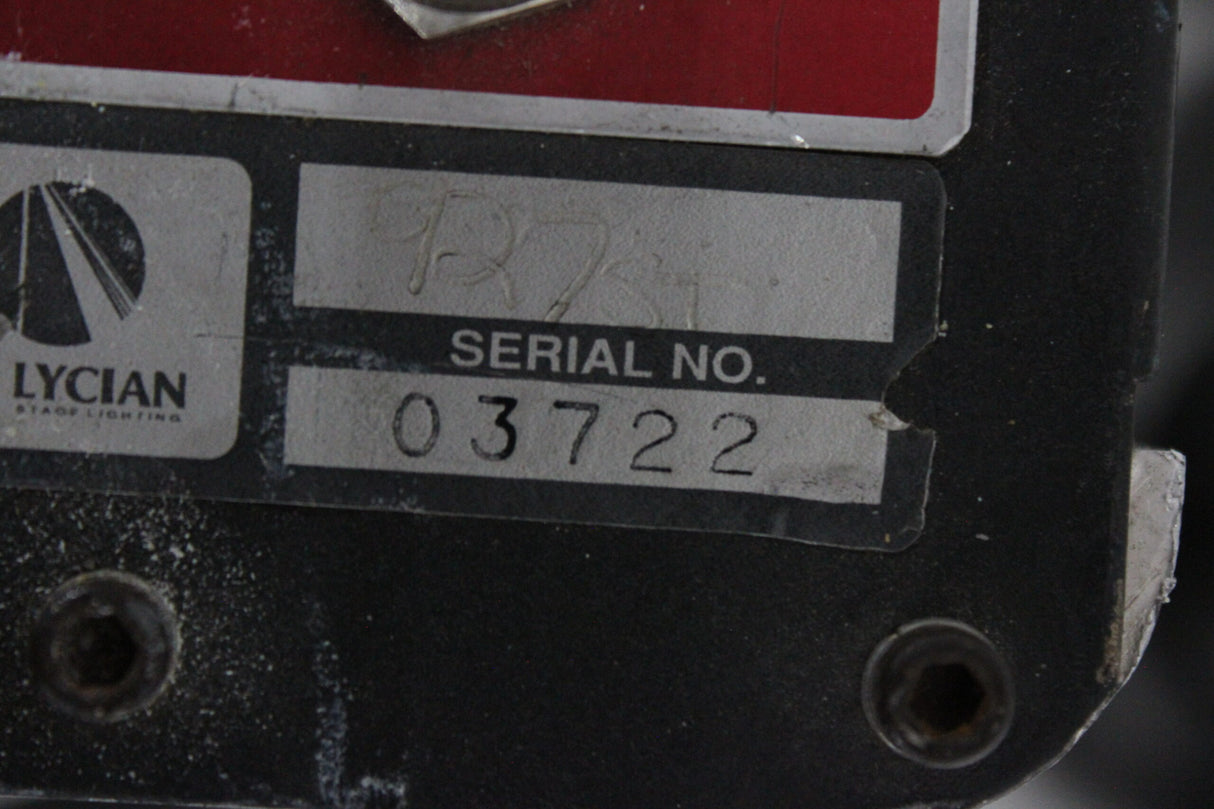 LYCIAN
STAGE LIGHTING
SERIAL NO.
03722